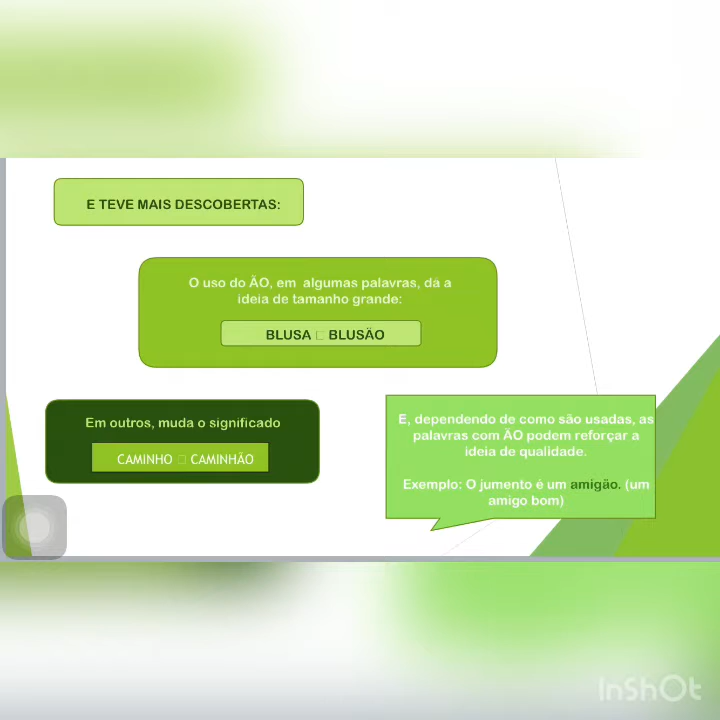 E TEVE MAIS DESCOBERTAS:
O uso do ÃO, em algumas palavras, dá a
ideia de tamanho grande:
BLUSA □ BLUSÃO
Em outros, muda o significado
CAMINHO □ CAMINHÃO
E, dependendo de como são usadas, as
palavras com ÃO podem reforçar a
ideia de qualidade.
Exemplo: O jumento é um amigão. (um
amigo bom)
InShOt